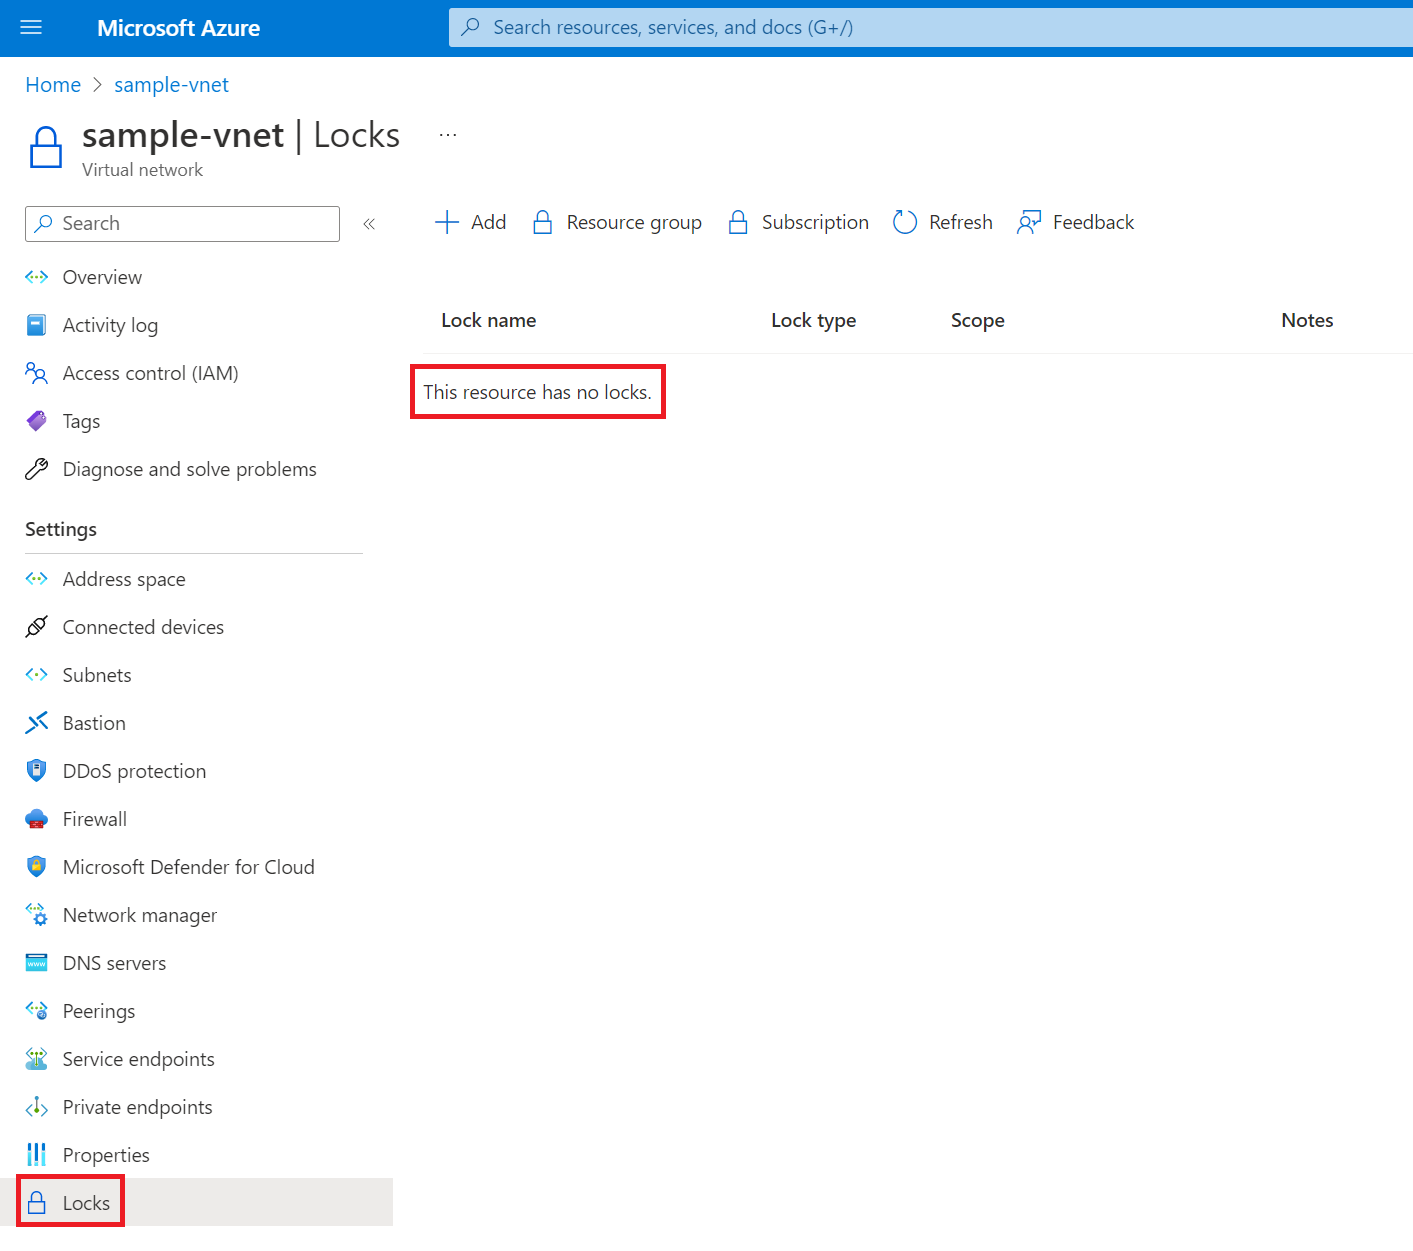 Microsoft Azure
Search resources, services, and docs (G+/)
Home > sample-vnet
sample-vnet | Locks ...
Virtual network
Search «
Add Resource group Subscription Refresh Feedback
Overview
Activity log
Access control (IAM)
Tags
Diagnose and solve problems
Settings
Address space
Connected devices
Subnets
Bastion
DDoS protection
Firewall
Microsoft Defender for Cloud
Network manager
DNS servers
Peerings
Service endpoints
Private endpoints
Properties
Locks
Lock name Lock type Scope Notes
This resource has no locks.